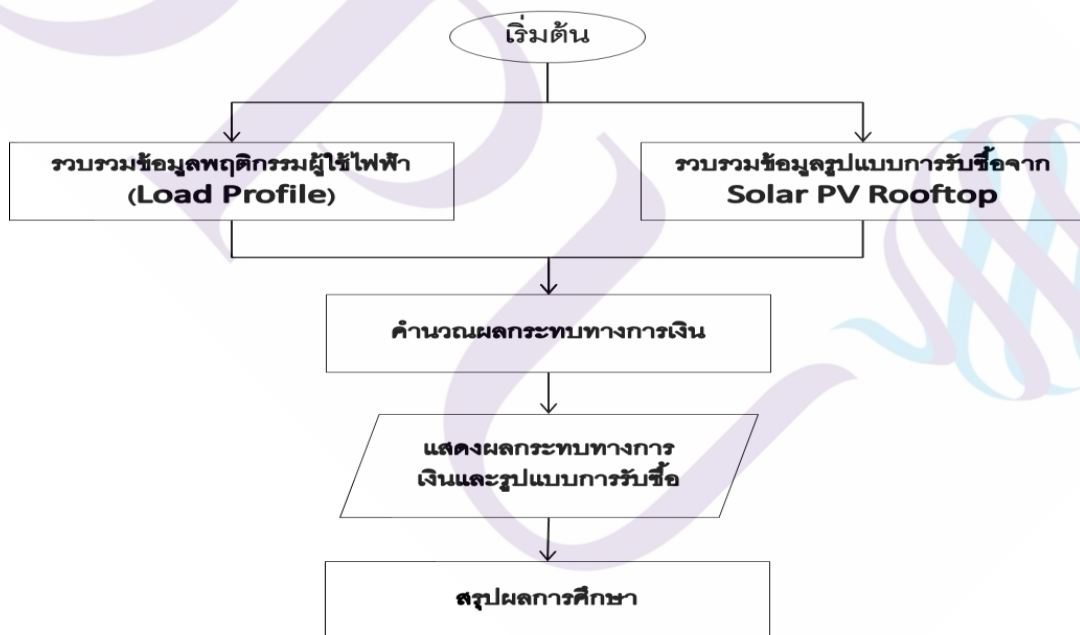 เริ่มต้น
รวบรวมข้อมูลพฤติกรรมผู้ใช้ไฟฟ้า
(Load Profile)
รวบรวมข้อมูลรูปแบบการรับซื้อจาก
Solar PV Rooftop
คำนวณผลกระทบทางการเงิน
แสดงผลกระทบทางการ
เงินและรูปแบบการรับซื้อ
สรุปผลการศึกษา